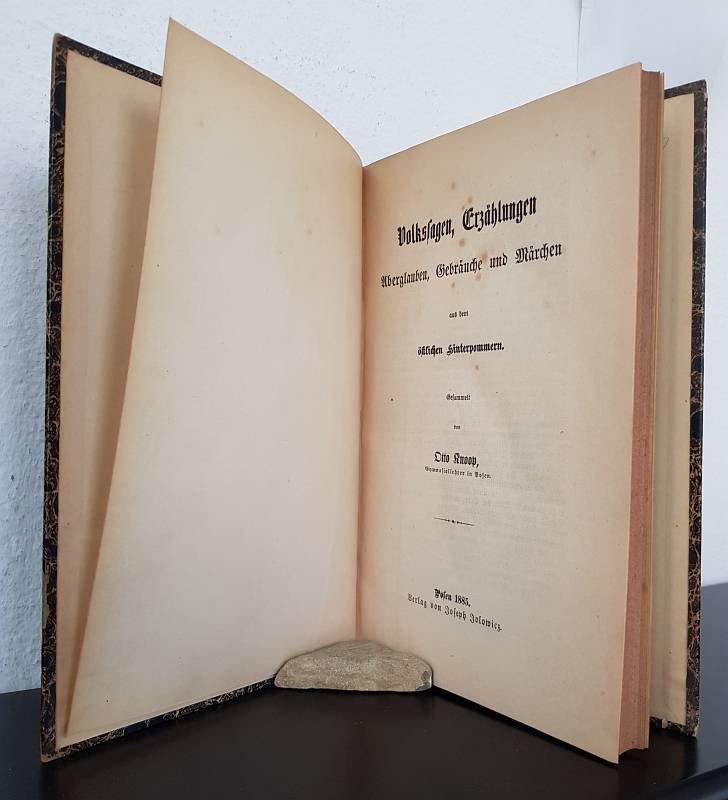 Volkssagen, Erzählungen
Aberglauben, Gebräuche und Märchen
aus dem
östlichen Hinterpommern.
Gesammelt
von
Otto Knoop,
Gymnasiallehrer in Posen.
Posen 1885.
Verlag von Joseph Jolowicz.